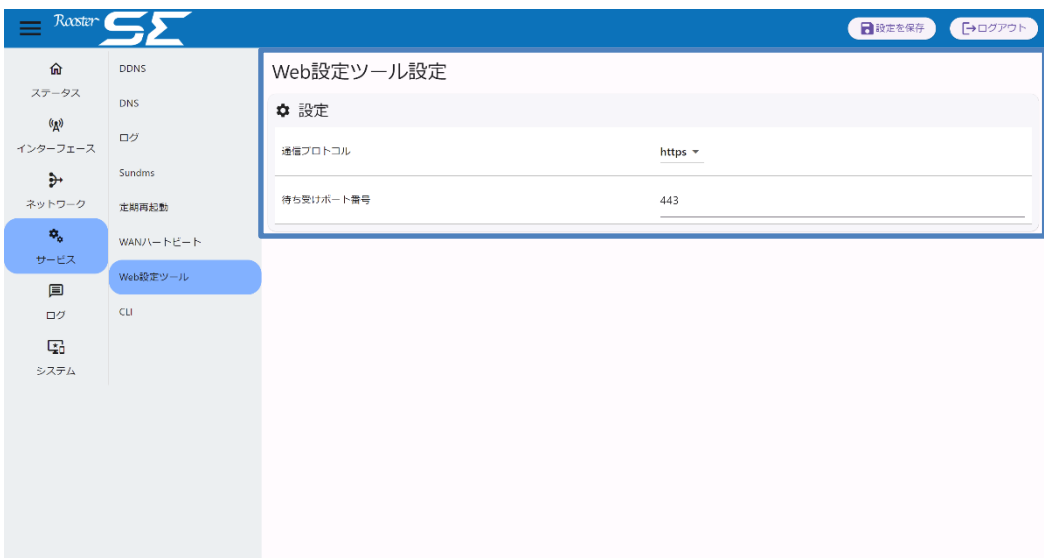 Rooster SΣ
設定を保存
ログアウト
ステータス
インターフェース
ネットワーク
サービス
ログ
システム
DDNS
DNS
ログ
Sundms
定期再起動
WANハートビート
Web設定ツール
CLI
Web設定ツール設定
設定
通信プロトコル
https
待ち受けポート番号
443